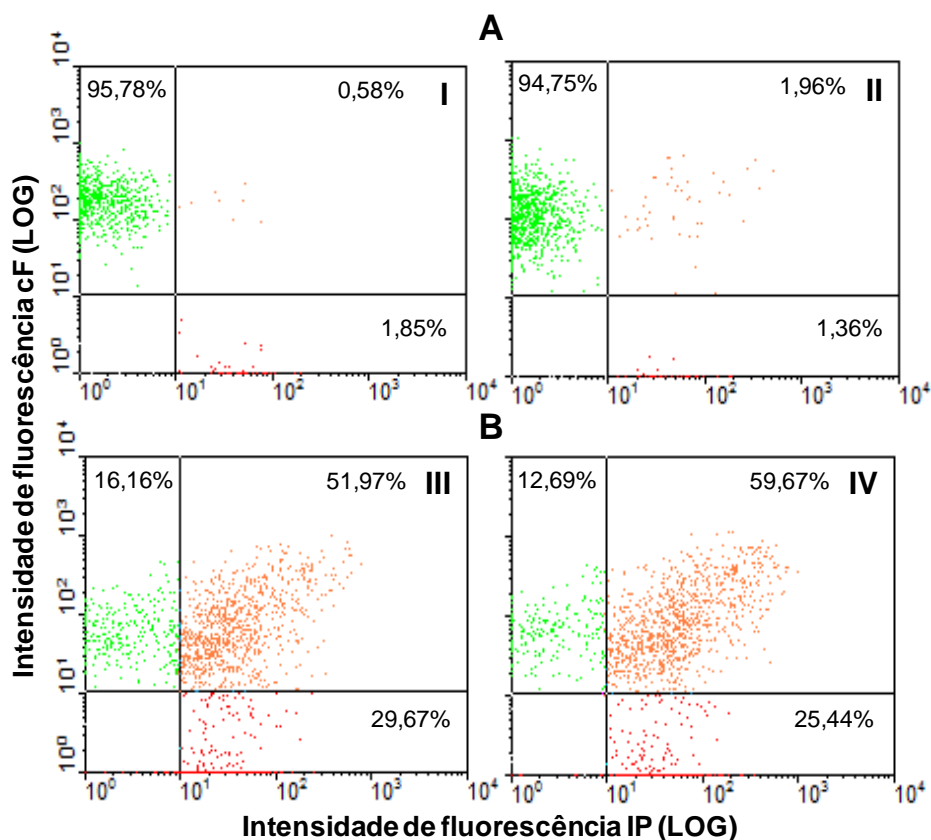 A
10⁴
10³
10²
10¹
10⁰
95,78%
0,58%
I
1,85%
10⁰ 10¹ 10² 10³ 10⁴
94,75%
1,96%
II
1,36%
10⁰ 10¹ 10² 10³ 10⁴
B
10⁴
10³
10²
10¹
10⁰
16,16%
51,97%
III
29,67%
10⁰ 10¹ 10² 10³ 10⁴
12,69%
59,67%
IV
25,44%
10⁰ 10¹ 10² 10³ 10⁴
Intensidade de fluorescência cF (LOG)
Intensidade de fluorescência IP (LOG)